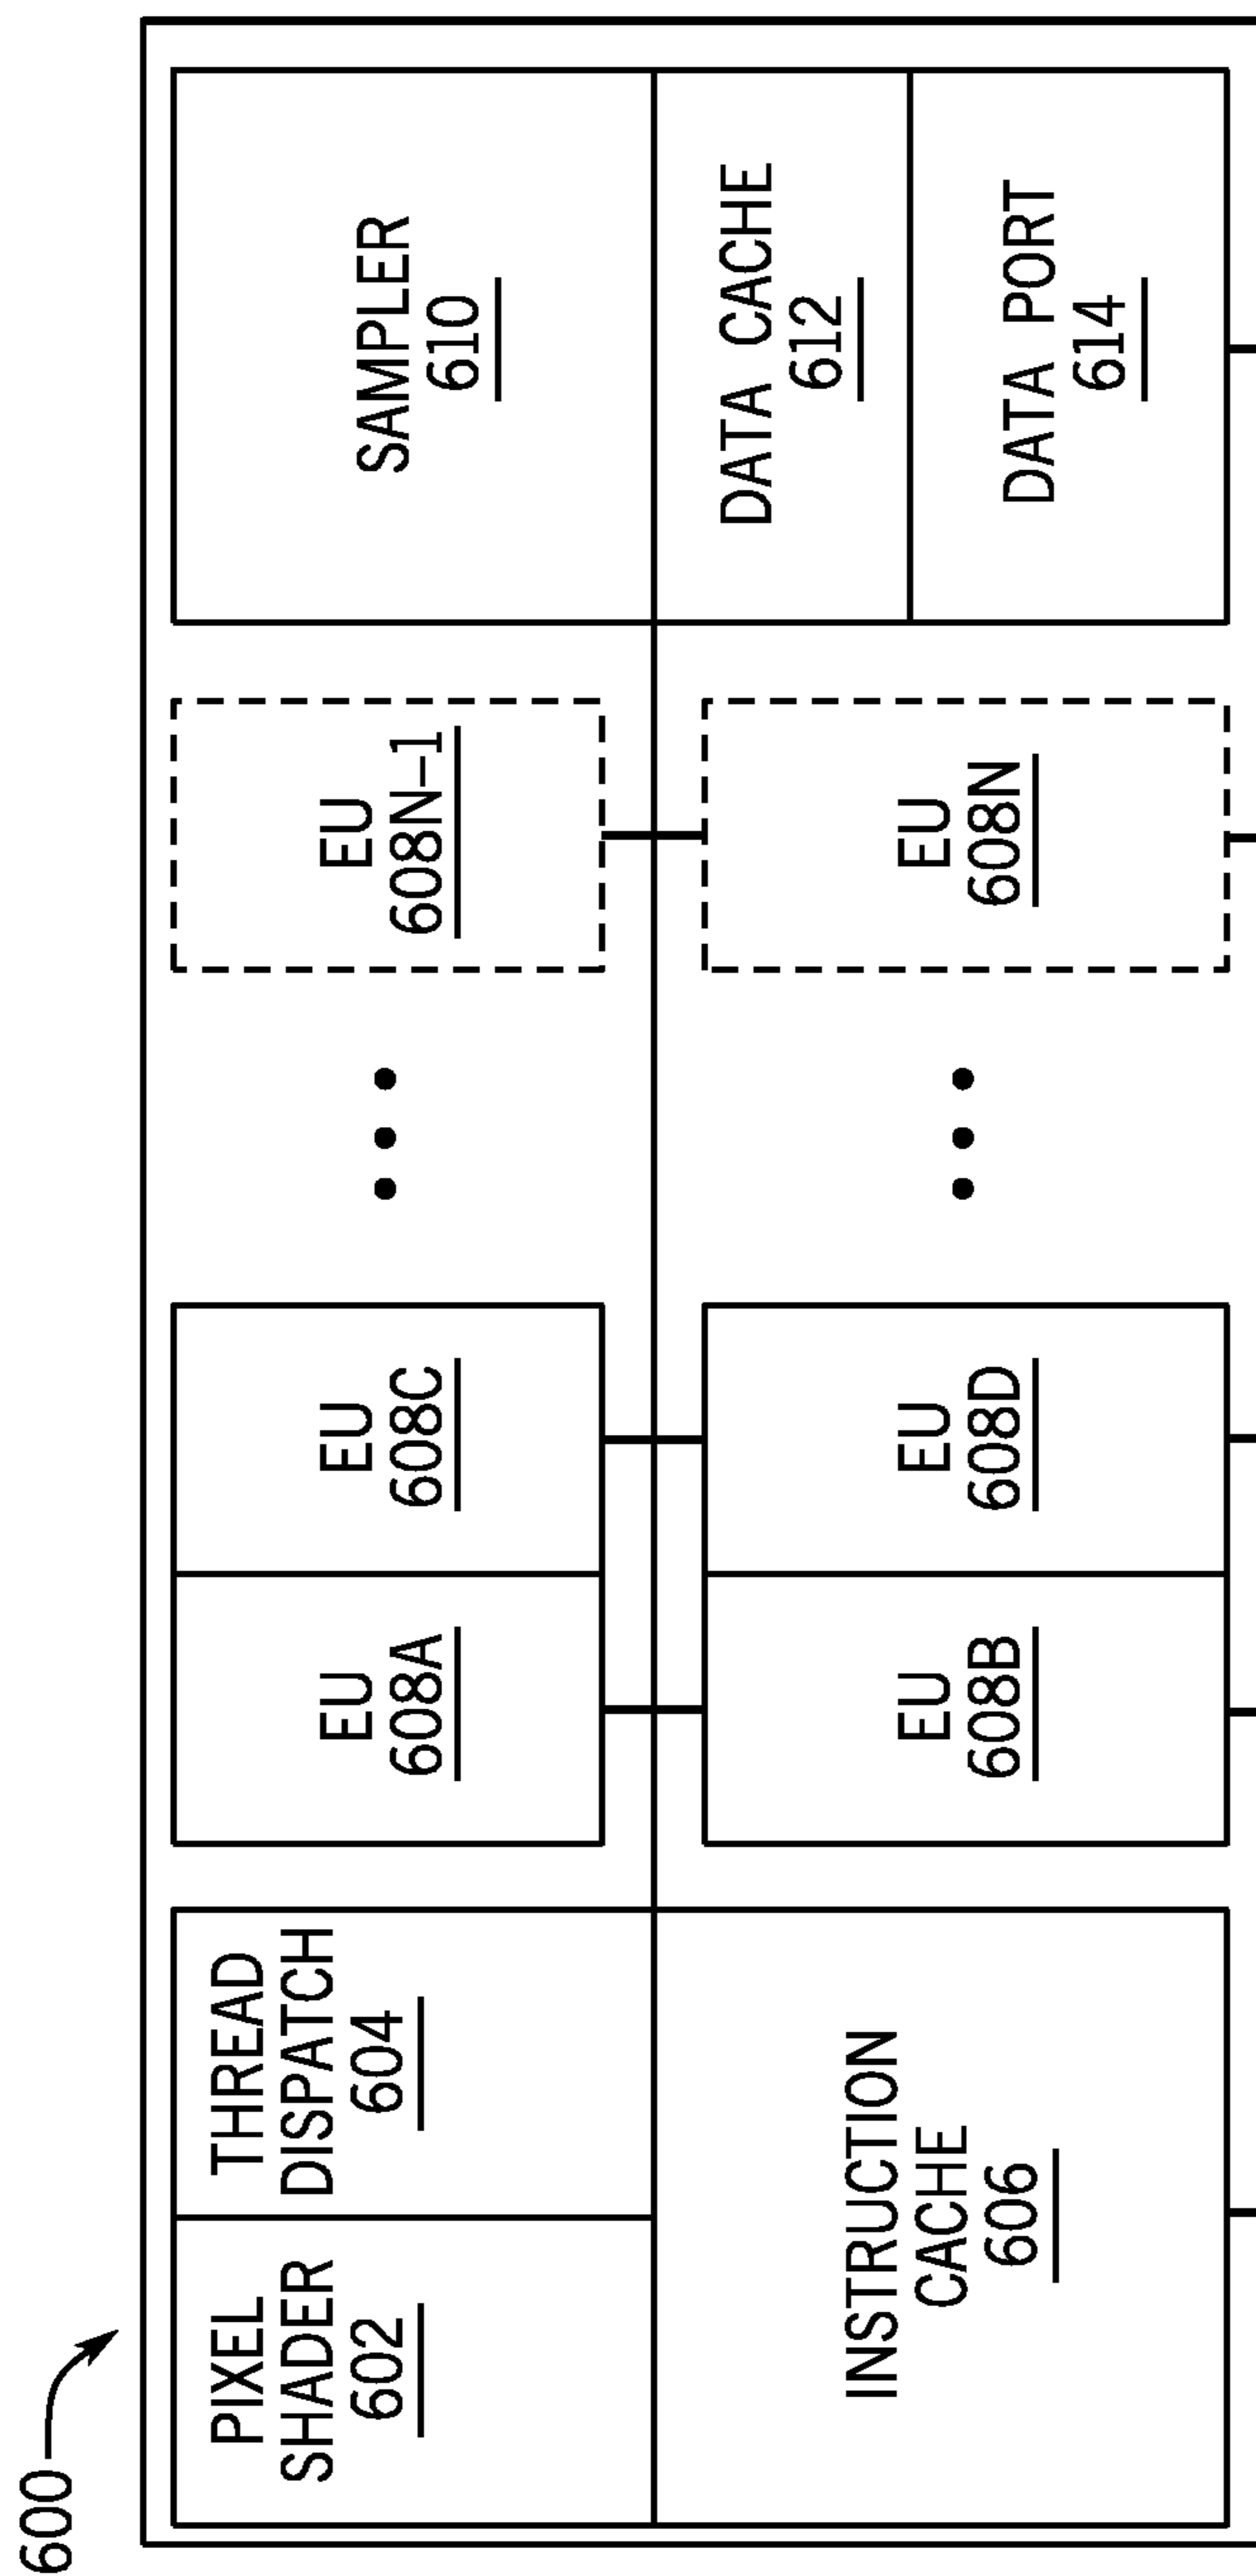 600
PIXEL
SHADER
602
THREAD
DISPATCH
604
INSTRUCTION
CACHE
606
EU
608A
EU
608C
EU
608B
EU
608D
EU
608N-1
EU
608N
SAMPLER
610
DATA CACHE
612
DATA PORT
614